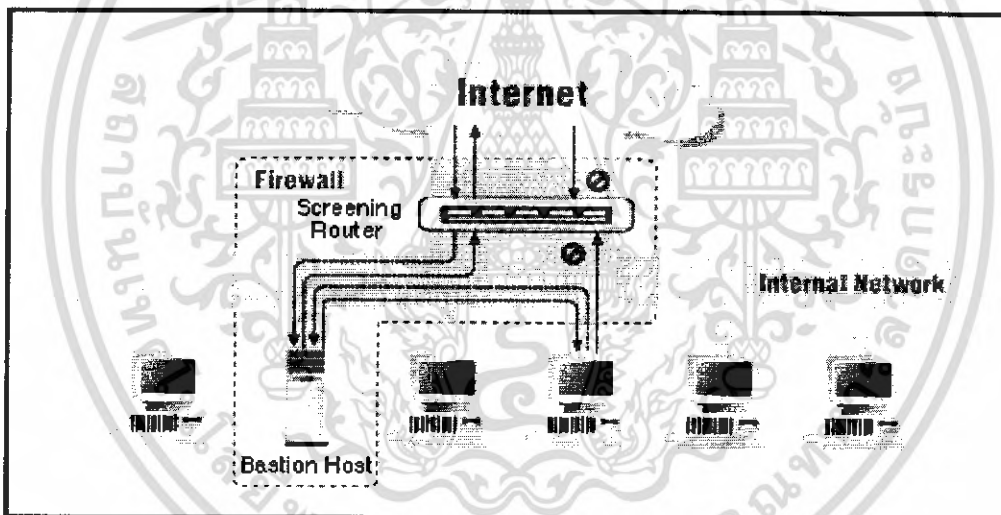 Internet
Firewall
Screening
Router
Internal Network
Bastion Host